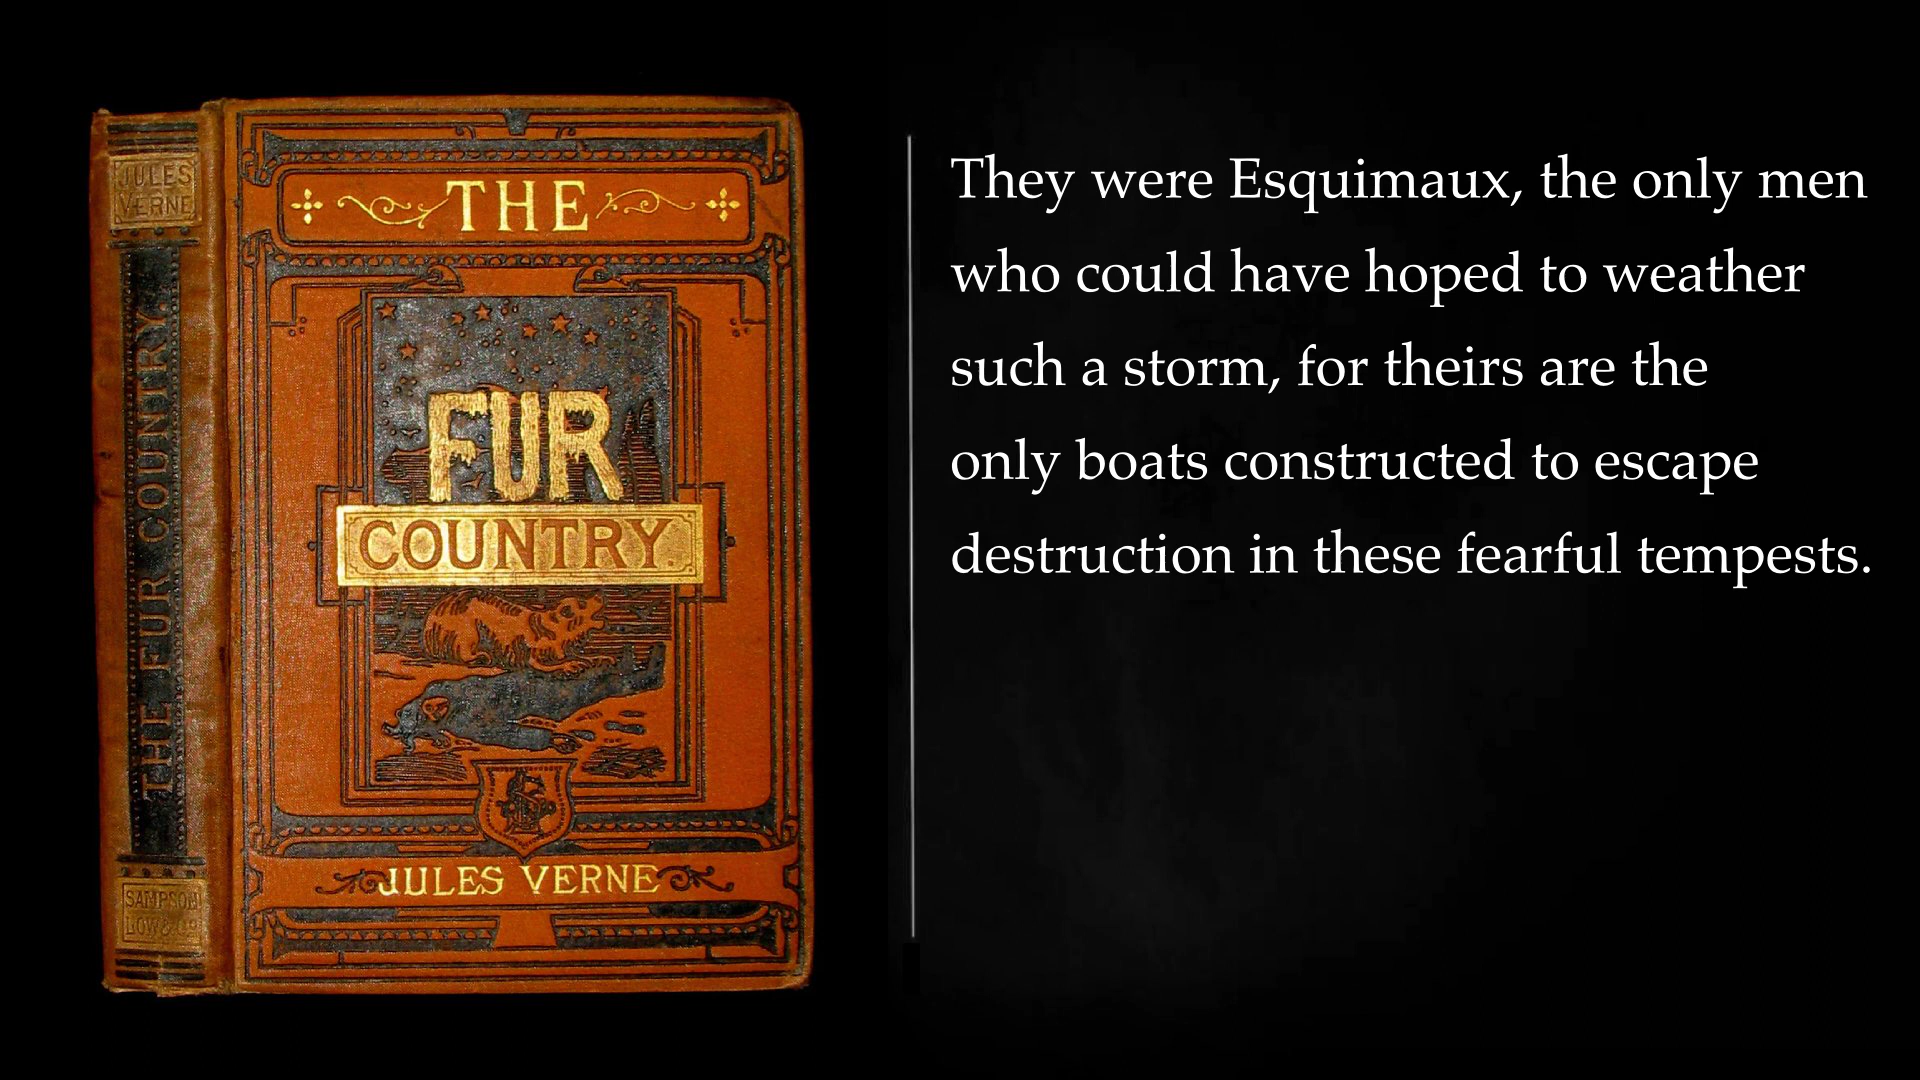 JULES
VERNE
THE FUR COUNTRY.
SAMPSON
LOW & Co
THE
FUR
COUNTRY.
JULES VERNE
They were Esquimaux, the only men
who could have hoped to weather
such a storm, for theirs are the
only boats constructed to escape
destruction in these fearful tempests.